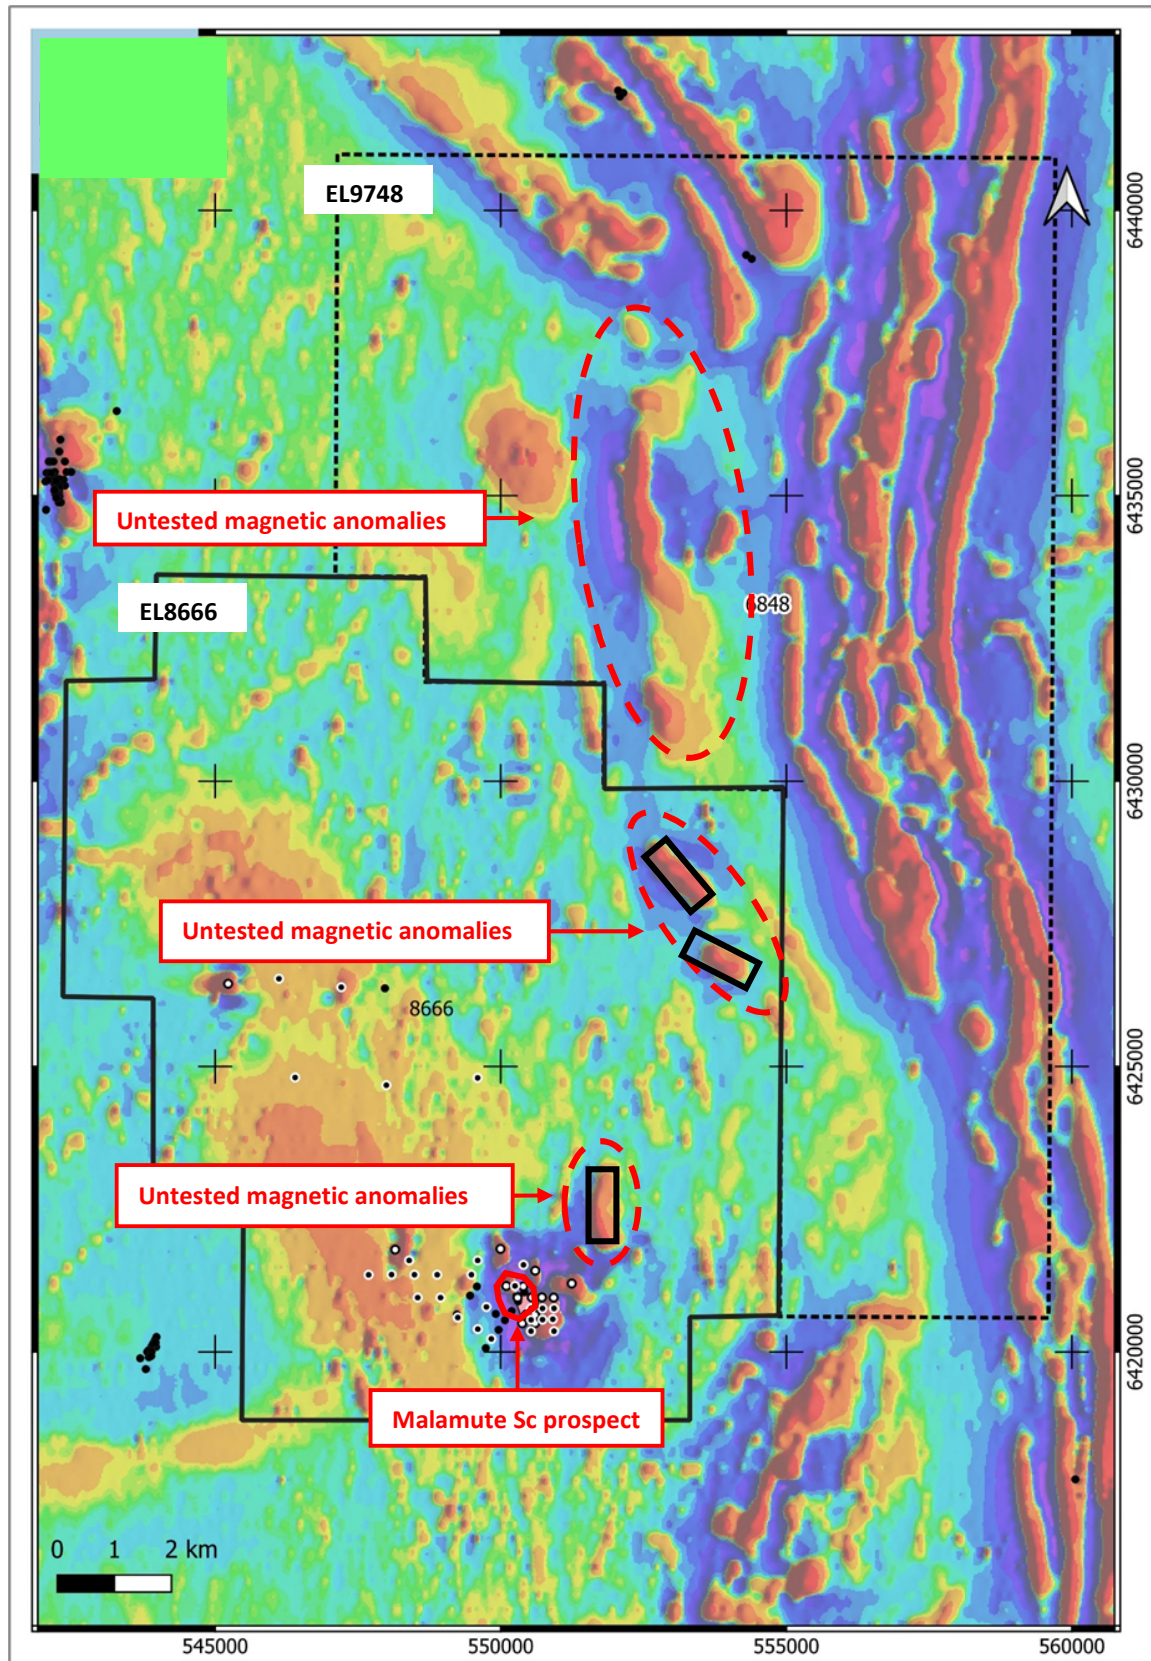 EL9748
6440000
Untested magnetic anomalies
6435000
EL8666
6848
6430000
Untested magnetic anomalies
8666
6425000
Untested magnetic anomalies
6420000
Malamute Sc prospect
0 1 2 km
545000 550000 555000 560000